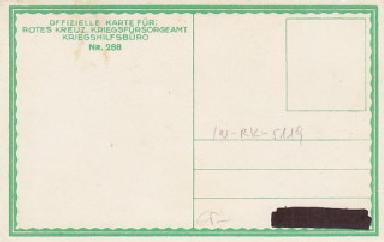 OFFIZIELLE KARTE FÜR:
ROTES KREUZ, KRIEGSFÜRSORGEAMT
KRIEGSHILFSBÜRO
NR. 288